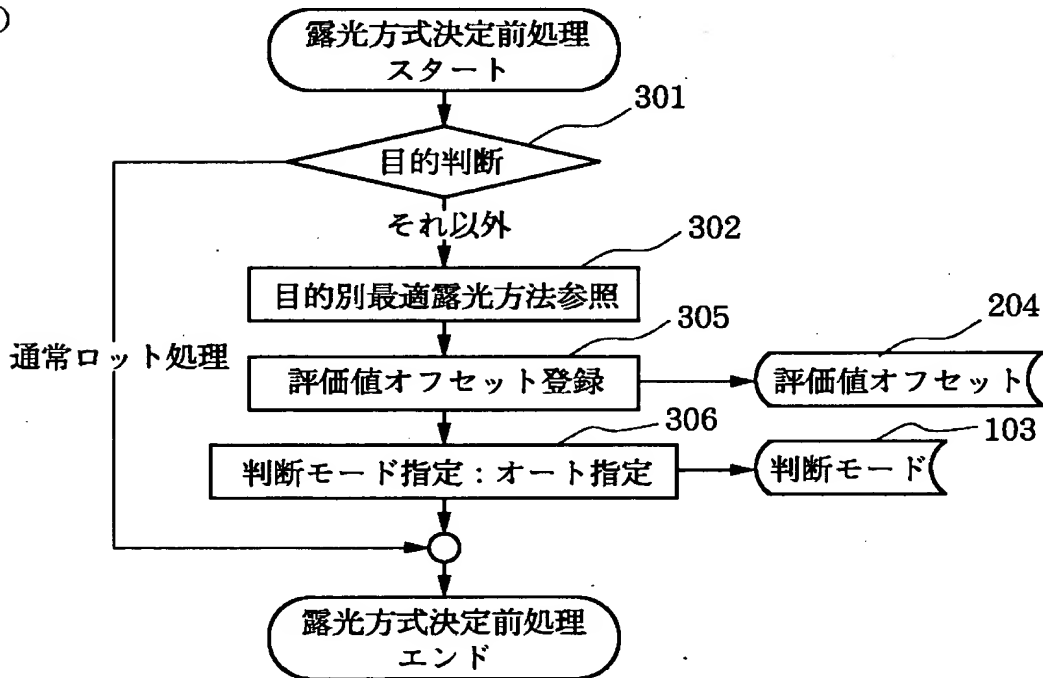 露光方式決定前処理
スタート
301
目的判断
それ以外
302
目的別最適露光方法参照
305
204
通常ロット処理
評価値オフセット登録
評価値オフセット
306
103
判断モード指定：オート指定
判断モード
露光方式決定前処理
エンド